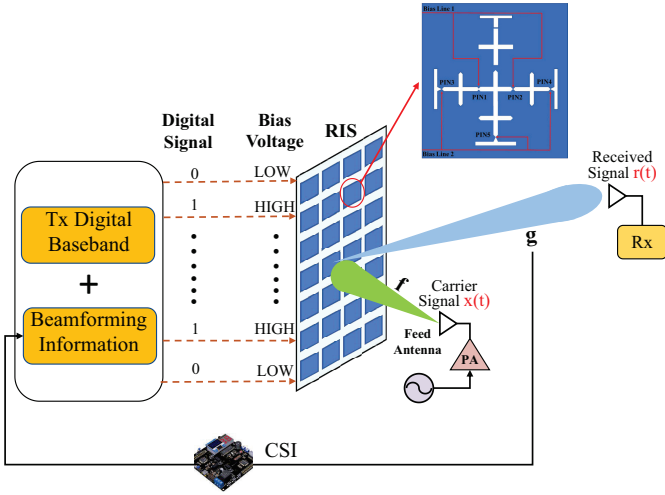 Bias Line 1
PIN3
PIN4
PIN1
PIN2
PIN5
Bias Line 2
Digital
Signal
Bias
Voltage
RIS
0
LOW
1
HIGH
1
HIGH
0
LOW
Tx Digital
Baseband
+
Beamforming
Information
Received
Signal r(t)
Rx
g
f
Carrier
Signal x(t)
Feed
Antenna
PA
CSI